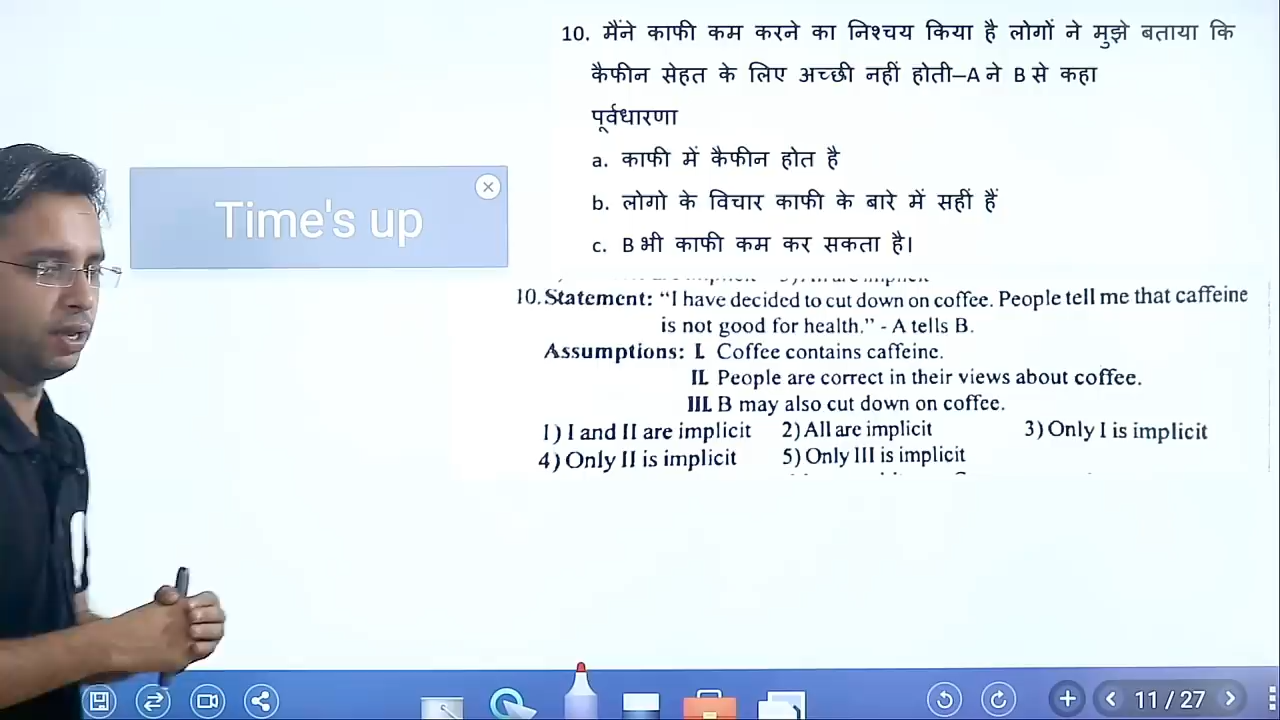 10. मैंने काफी कम करने का निश्चय किया है लोगों ने मुझे बताया कि
कैफीन सेहत के लिए अच्छी नहीं होती–A ने B से कहा
पूर्वधारणा
a. काफी में कैफीन होत है
b. लोगो के विचार काफी के बारे में सहीं हैं
c. B भी काफी कम कर सकता है।
Time's up
10. Statement: “I have decided to cut down on coffee. People tell me that caffeine
is not good for health.” - A tells B.
Assumptions: I. Coffee contains caffeine.
II. People are correct in their views about coffee.
III. B may also cut down on coffee.
1) I and II are implicit 2) All are implicit 3) Only I is implicit
4) Only II is implicit 5) Only III is implicit
11 / 27